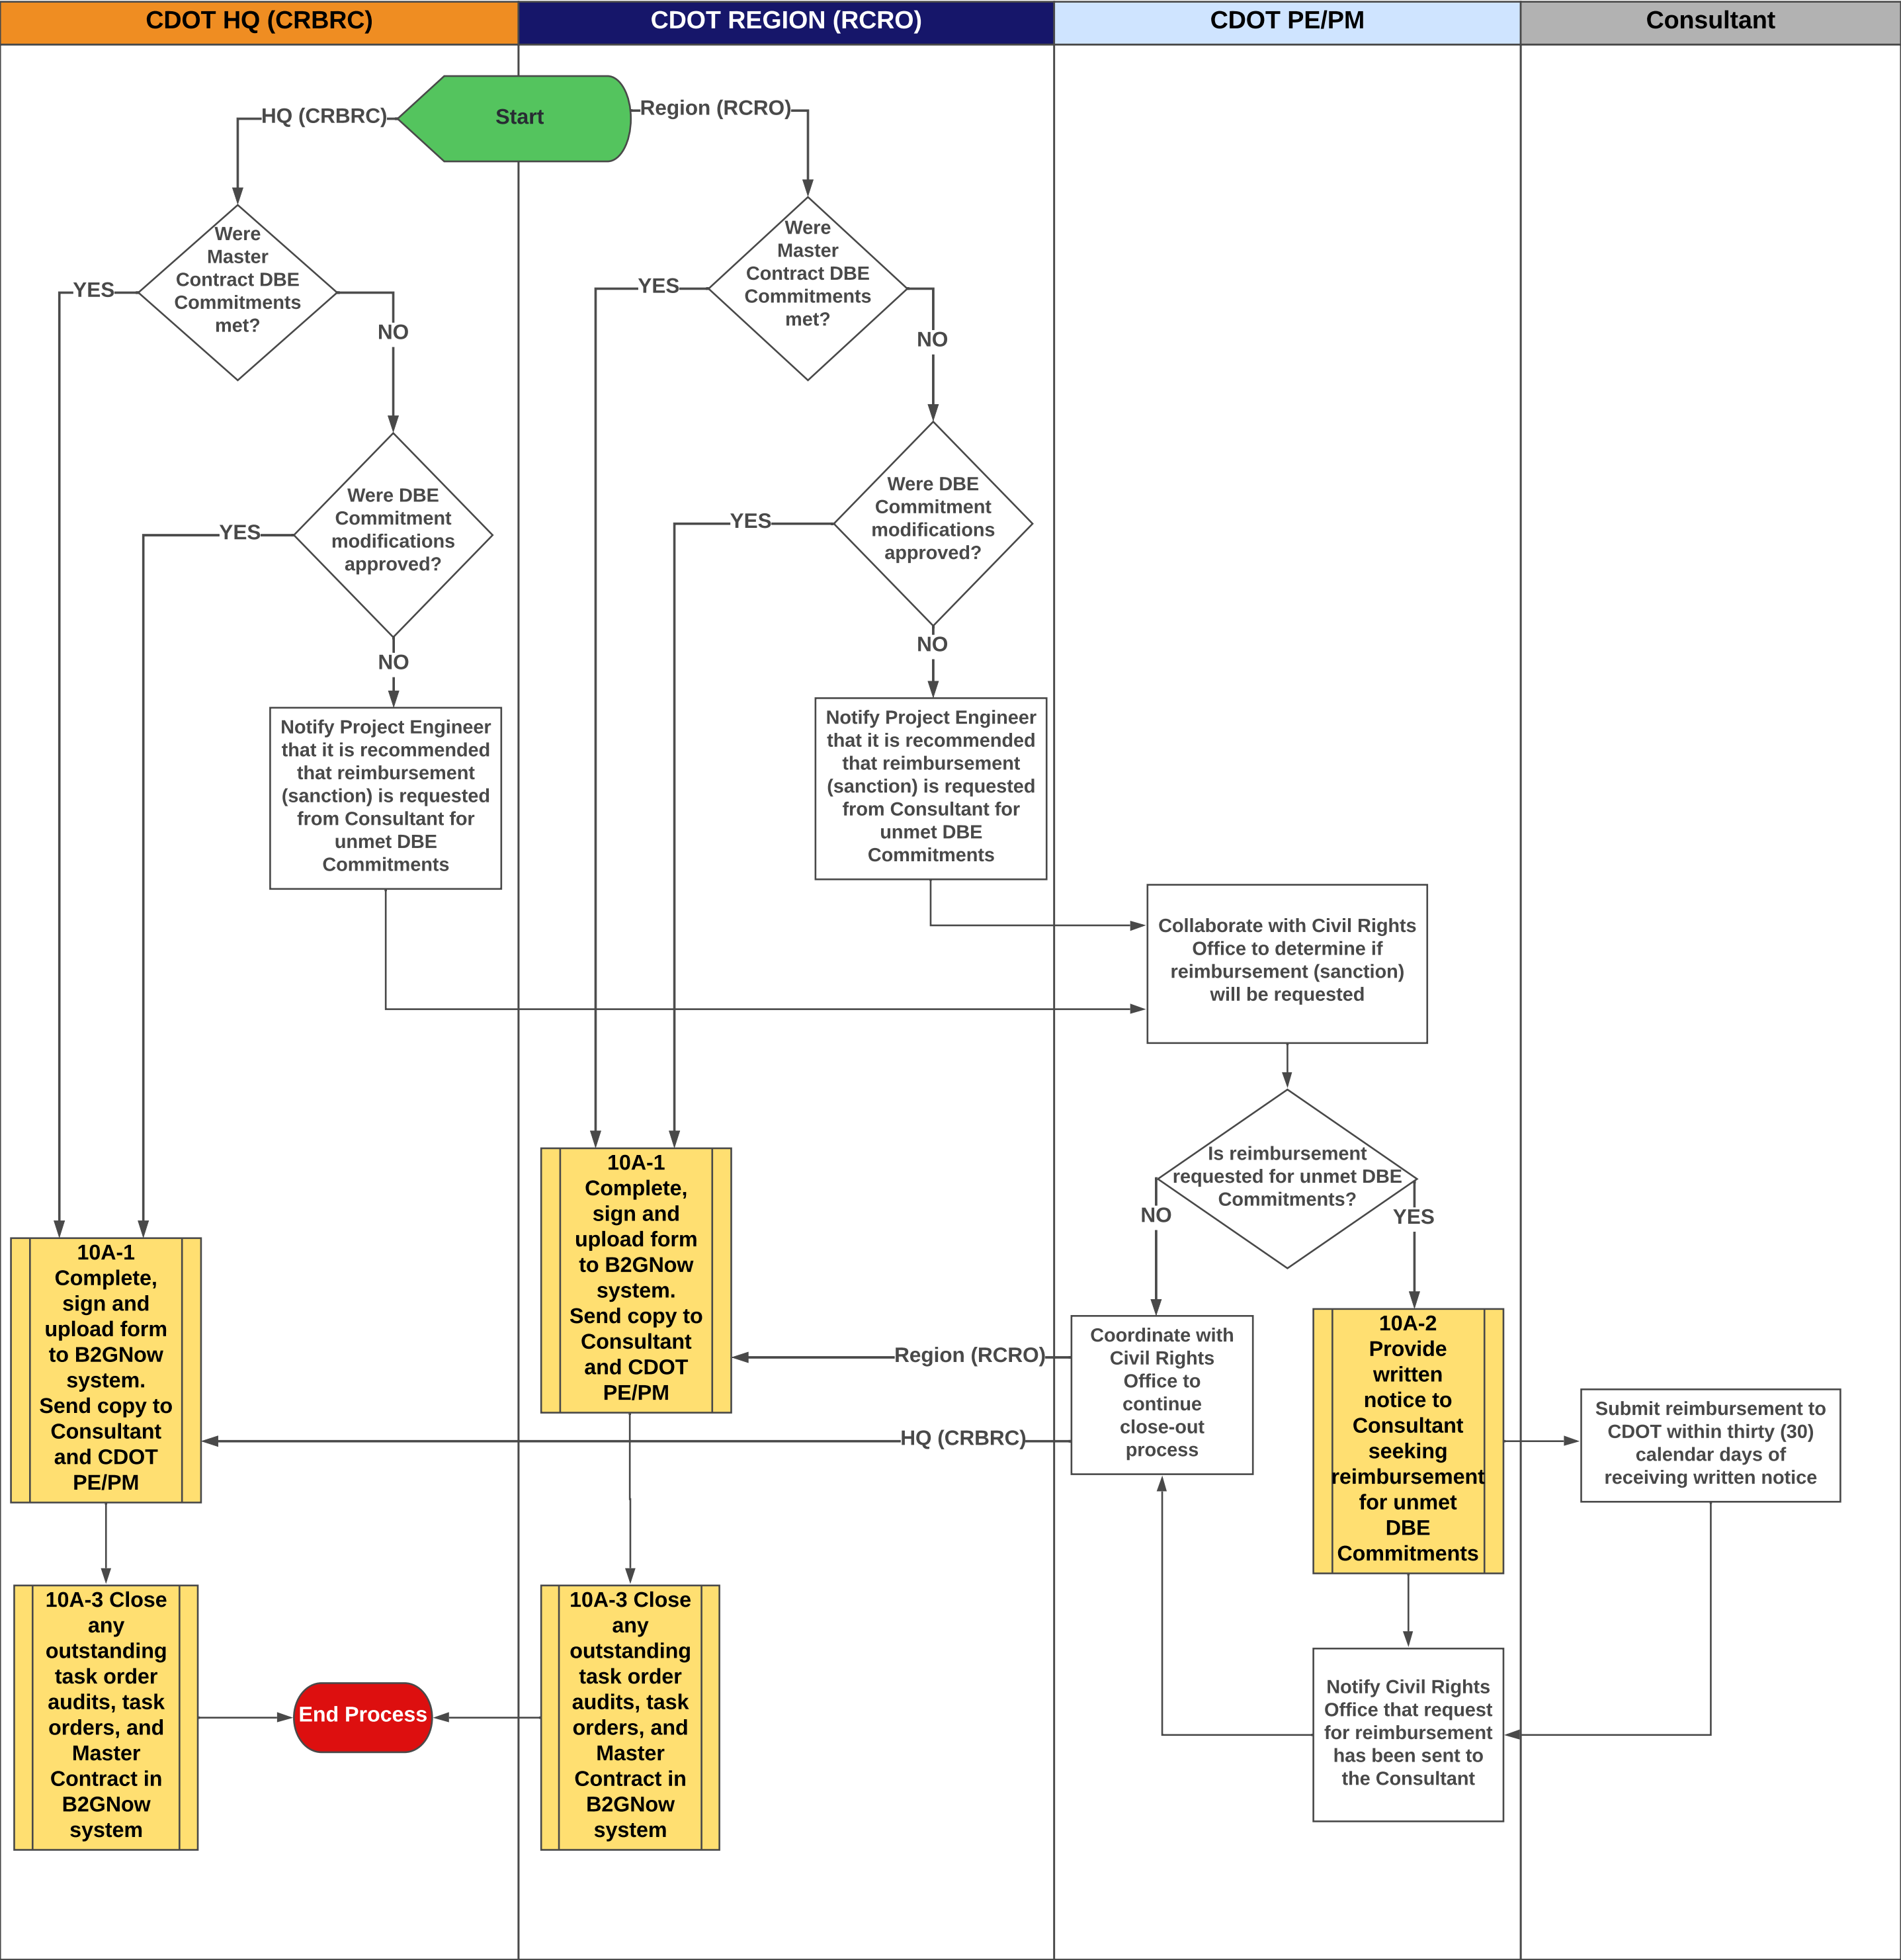 CDOT HQ (CRBRC)
CDOT REGION (RCRO)
CDOT PE/PM
Consultant
Start
HQ (CRBRC)
Region (RCRO)
Were
Master
Contract DBE
Commitments
met?
YES
NO
Were
Master
Contract DBE
Commitments
met?
YES
NO
Were DBE
Commitment
modifications
approved?
YES
NO
Were DBE
Commitment
modifications
approved?
YES
NO
Notify Project Engineer
that it is recommended
that reimbursement
(sanction) is requested
from Consultant for
unmet DBE
Commitments
Notify Project Engineer
that it is recommended
that reimbursement
(sanction) is requested
from Consultant for
unmet DBE
Commitments
Collaborate with Civil Rights
Office to determine if
reimbursement (sanction)
will be requested
Is reimbursement
requested for unmet DBE
Commitments?
NO
YES
10A-1
Complete,
sign and
upload form
to B2GNow
system.
Send copy to
Consultant
and CDOT
PE/PM
10A-1
Complete,
sign and
upload form
to B2GNow
system.
Send copy to
Consultant
and CDOT
PE/PM
Region (RCRO)
HQ (CRBRC)
Coordinate with
Civil Rights
Office to
continue
close-out
process
10A-2
Provide
written
notice to
Consultant
seeking
reimbursement
for unmet
DBE
Commitments
Submit reimbursement to
CDOT within thirty (30)
calendar days of
receiving written notice
10A-3 Close
any
outstanding
task order
audits, task
orders, and
Master
Contract in
B2GNow
system
End Process
10A-3 Close
any
outstanding
task order
audits, task
orders, and
Master
Contract in
B2GNow
system
Notify Civil Rights
Office that request
for reimbursement
has been sent to
the Consultant